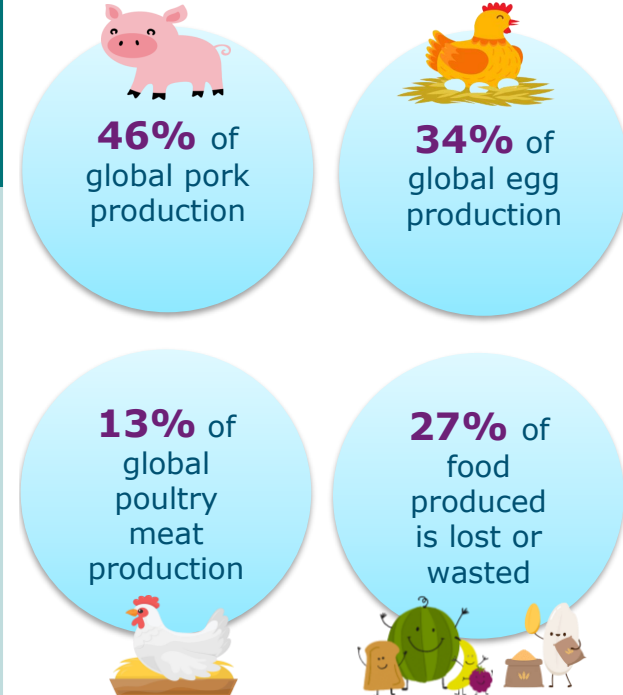 46% of
global pork
production
34% of
global egg
production
13% of
global
poultry
meat
production
27% of
food
produced
is lost or
wasted